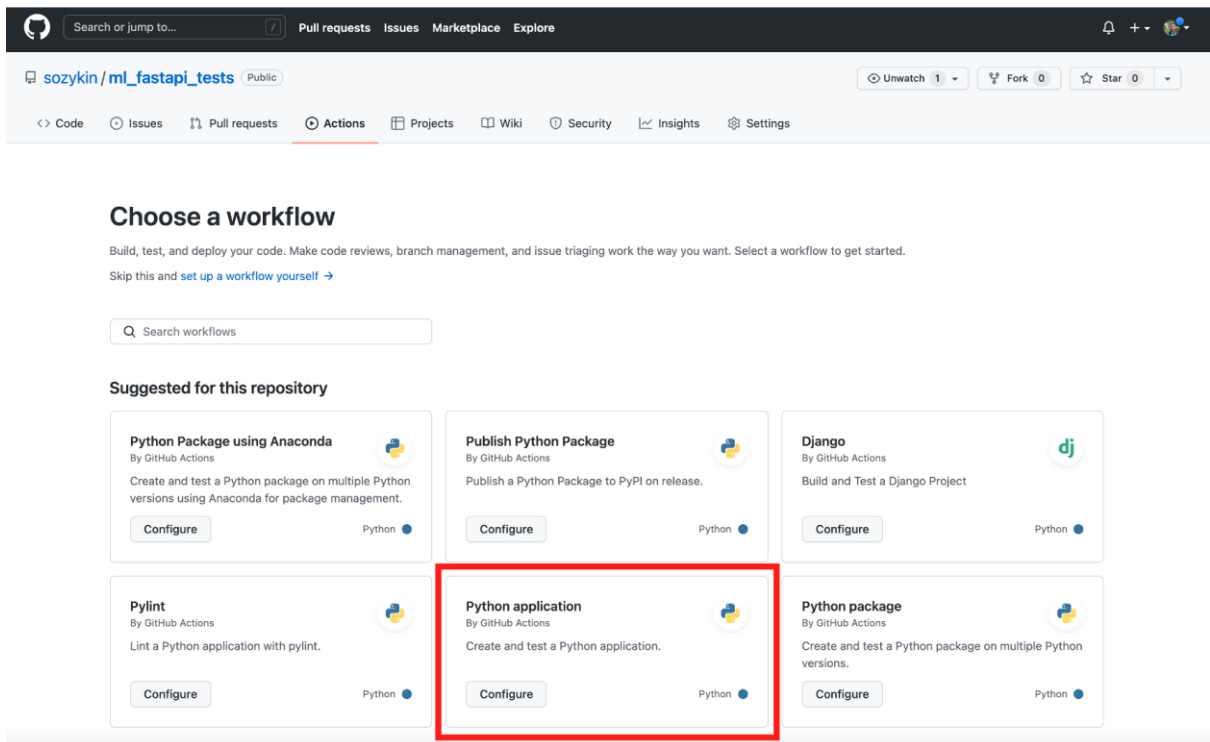 Search or jump to... /
Pull requests Issues Marketplace Explore
sozykin / ml_fastapi_tests Public
Unwatch 1 Fork 0 Star 0
<> Code Issues Pull requests Actions Projects Wiki Security Insights Settings
Choose a workflow
Build, test, and deploy your code. Make code reviews, branch management, and issue triaging work the way you want. Select a workflow to get started.
Skip this and set up a workflow yourself →
Search workflows
Suggested for this repository
Python Package using Anaconda
By GitHub Actions
Create and test a Python package on multiple Python
versions using Anaconda for package management.
Configure Python
Publish Python Package
By GitHub Actions
Publish a Python Package to PyPI on release.
Configure Python
Django
dj
By GitHub Actions
Build and Test a Django Project
Configure Python
Pylint
By GitHub Actions
Lint a Python application with pylint.
Configure Python
Python application
By GitHub Actions
Create and test a Python application.
Configure Python
Python package
By GitHub Actions
Create and test a Python package on multiple Python
versions.
Configure Python